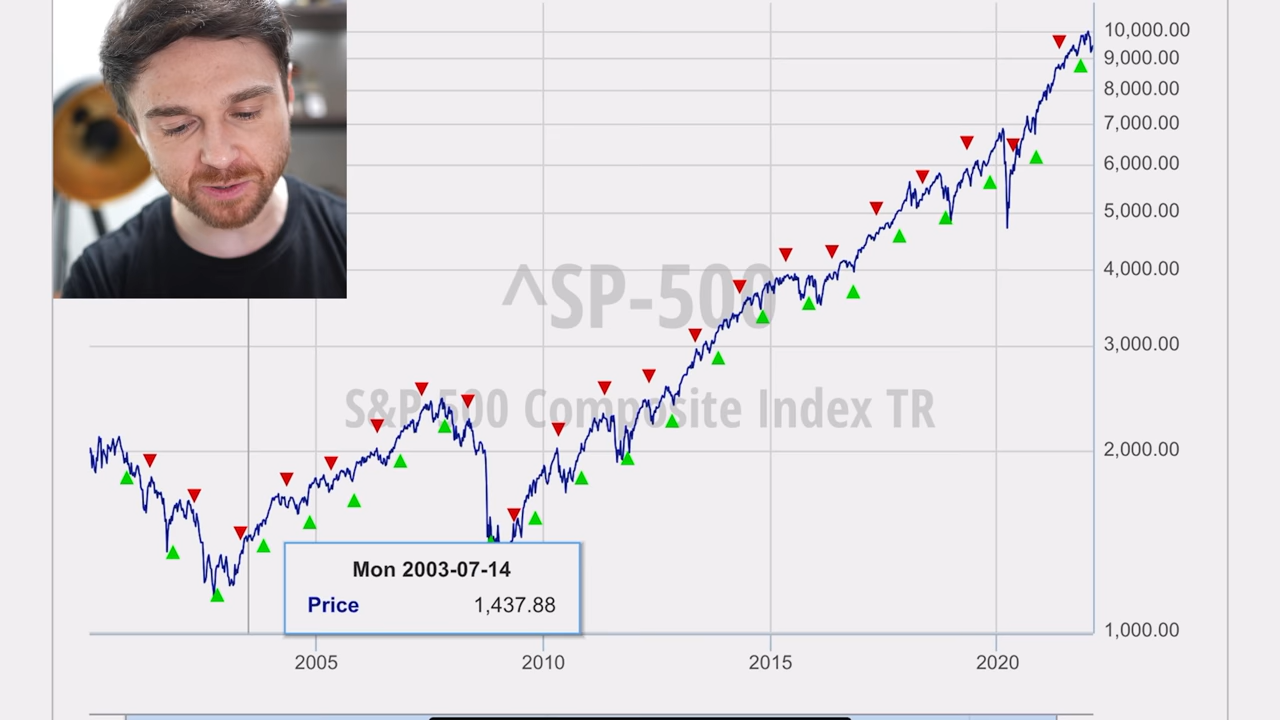 10,000.00
9,000.00
8,000.00
7,000.00
6,000.00
5,000.00
4,000.00
3,000.00
2,000.00
1,000.00
^SP-500
S&P 500 Composite Index TR
Mon 2003-07-14
Price 1,437.88
2005 2010 2015 2020